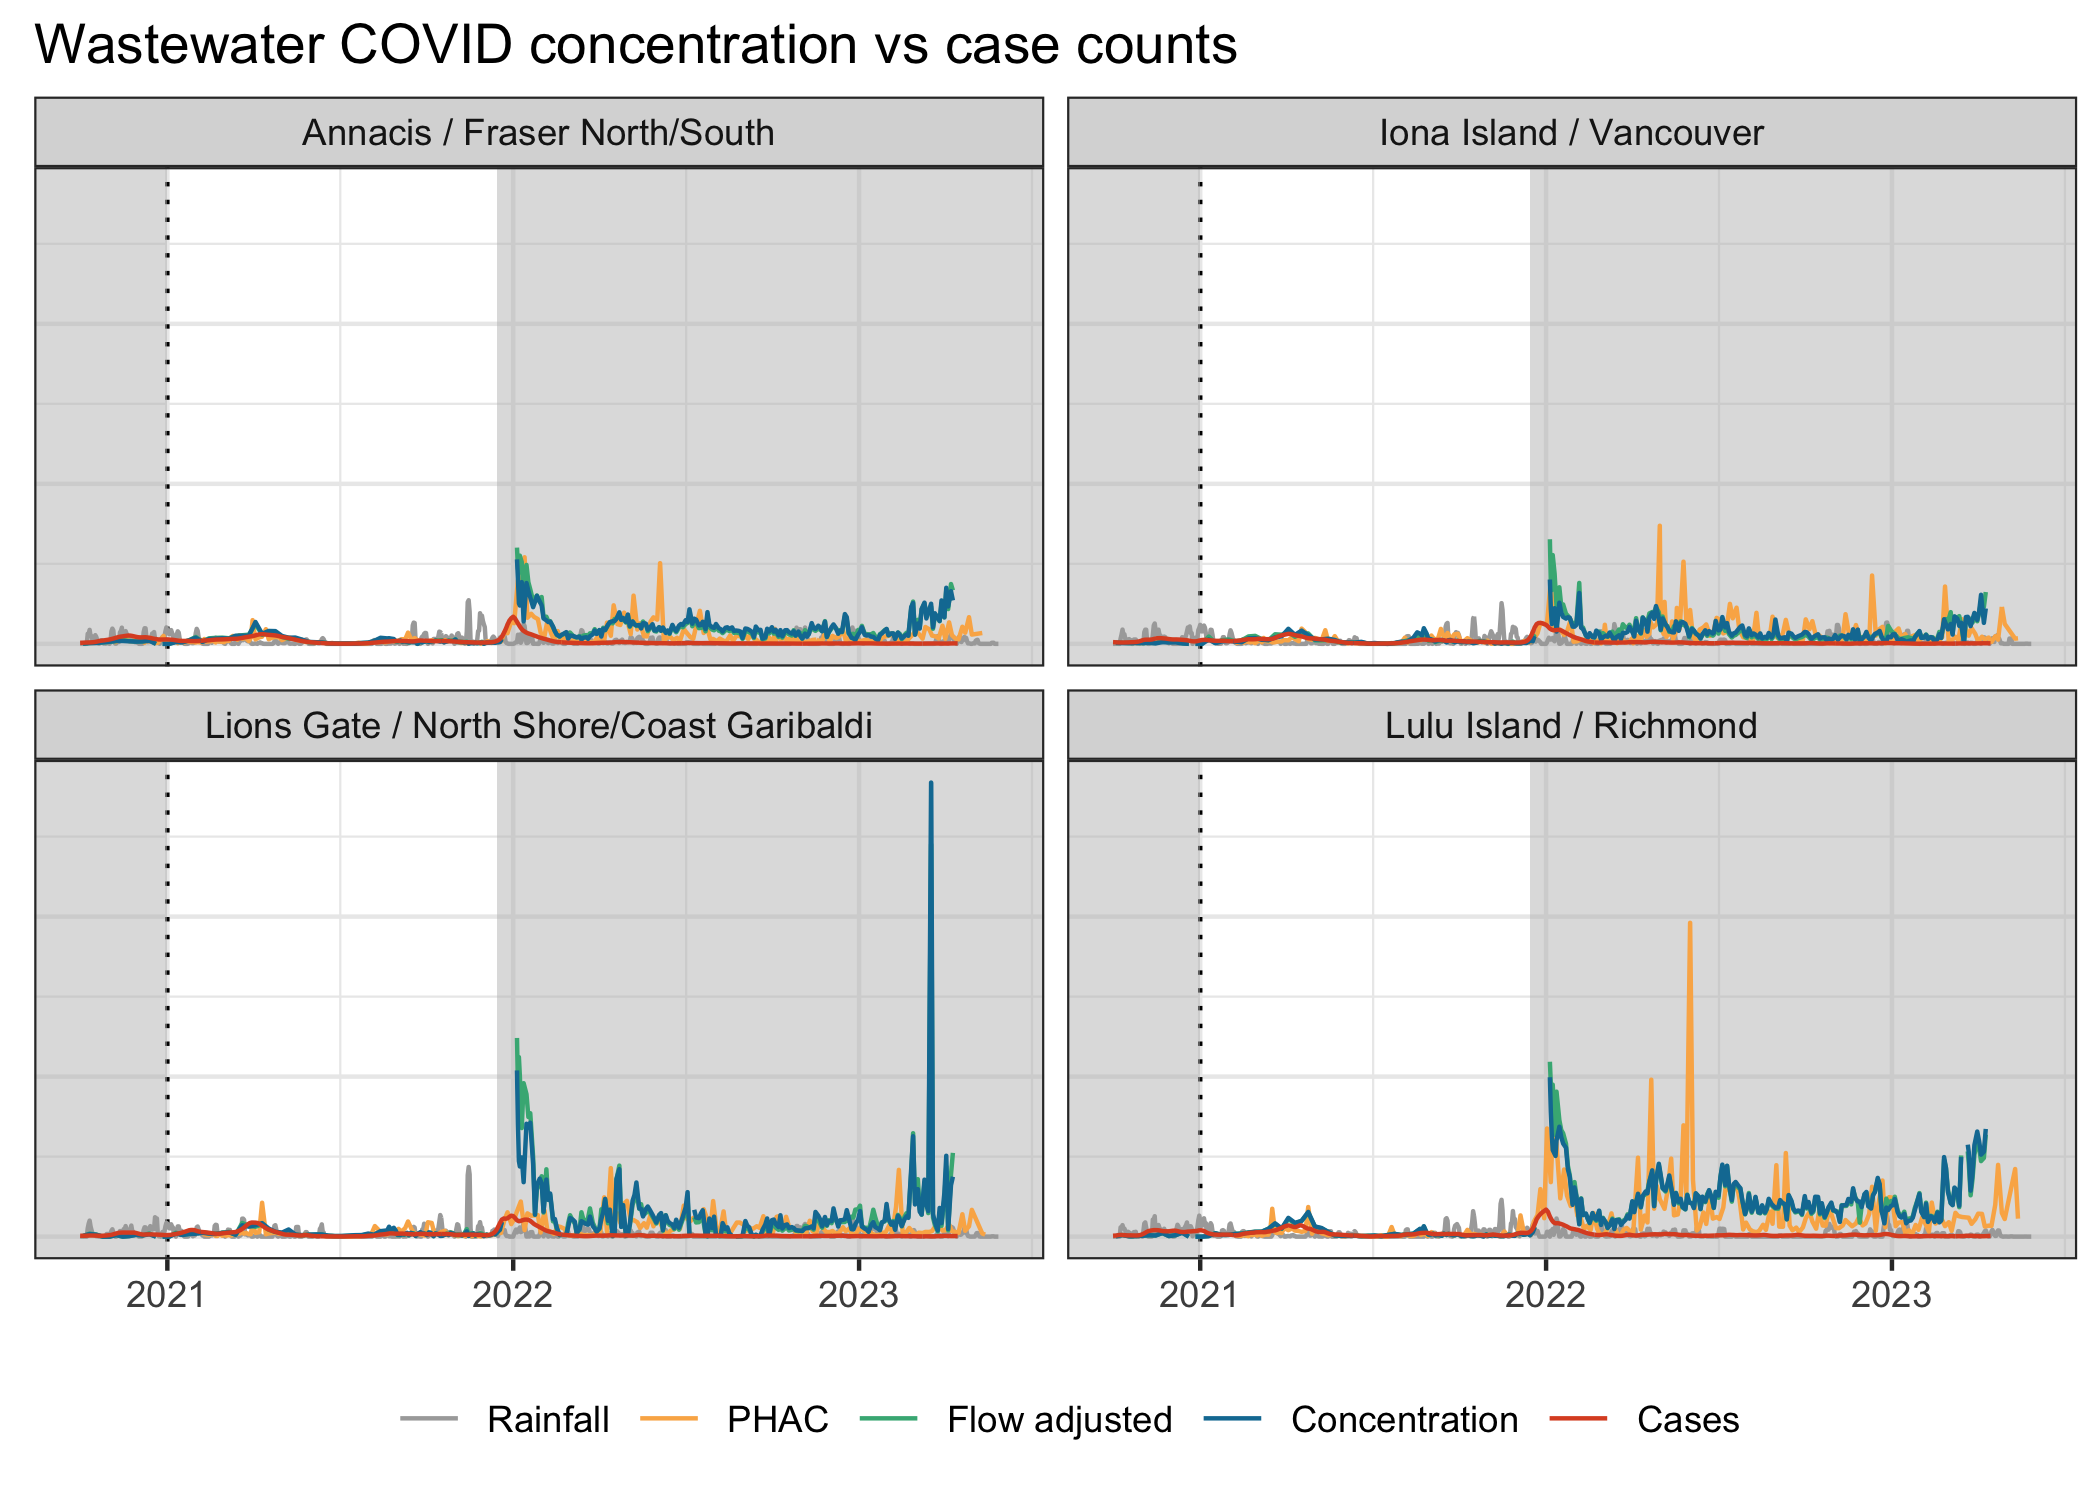 Wastewater COVID concentration vs case counts
Annacis / Fraser North/South
Iona Island / Vancouver
Lions Gate / North Shore/Coast Garibaldi
Lulu Island / Richmond
2021 2022 2023
2021 2022 2023
Rainfall PHAC Flow adjusted Concentration Cases